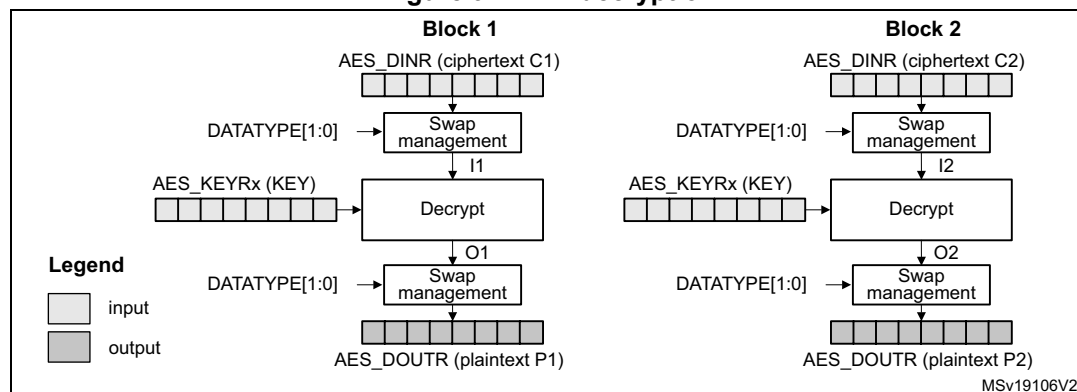 Block 1
AES_DINR (ciphertext C1)
DATATYPE[1:0]
Swap
management
I1
AES_KEYRx (KEY)
Decrypt
O1
DATATYPE[1:0]
Swap
management
AES_DOUTR (plaintext P1)
Block 2
AES_DINR (ciphertext C2)
DATATYPE[1:0]
Swap
management
I2
AES_KEYRx (KEY)
Decrypt
O2
DATATYPE[1:0]
Swap
management
AES_DOUTR (plaintext P2)
Legend
input
output
MSv19106V2